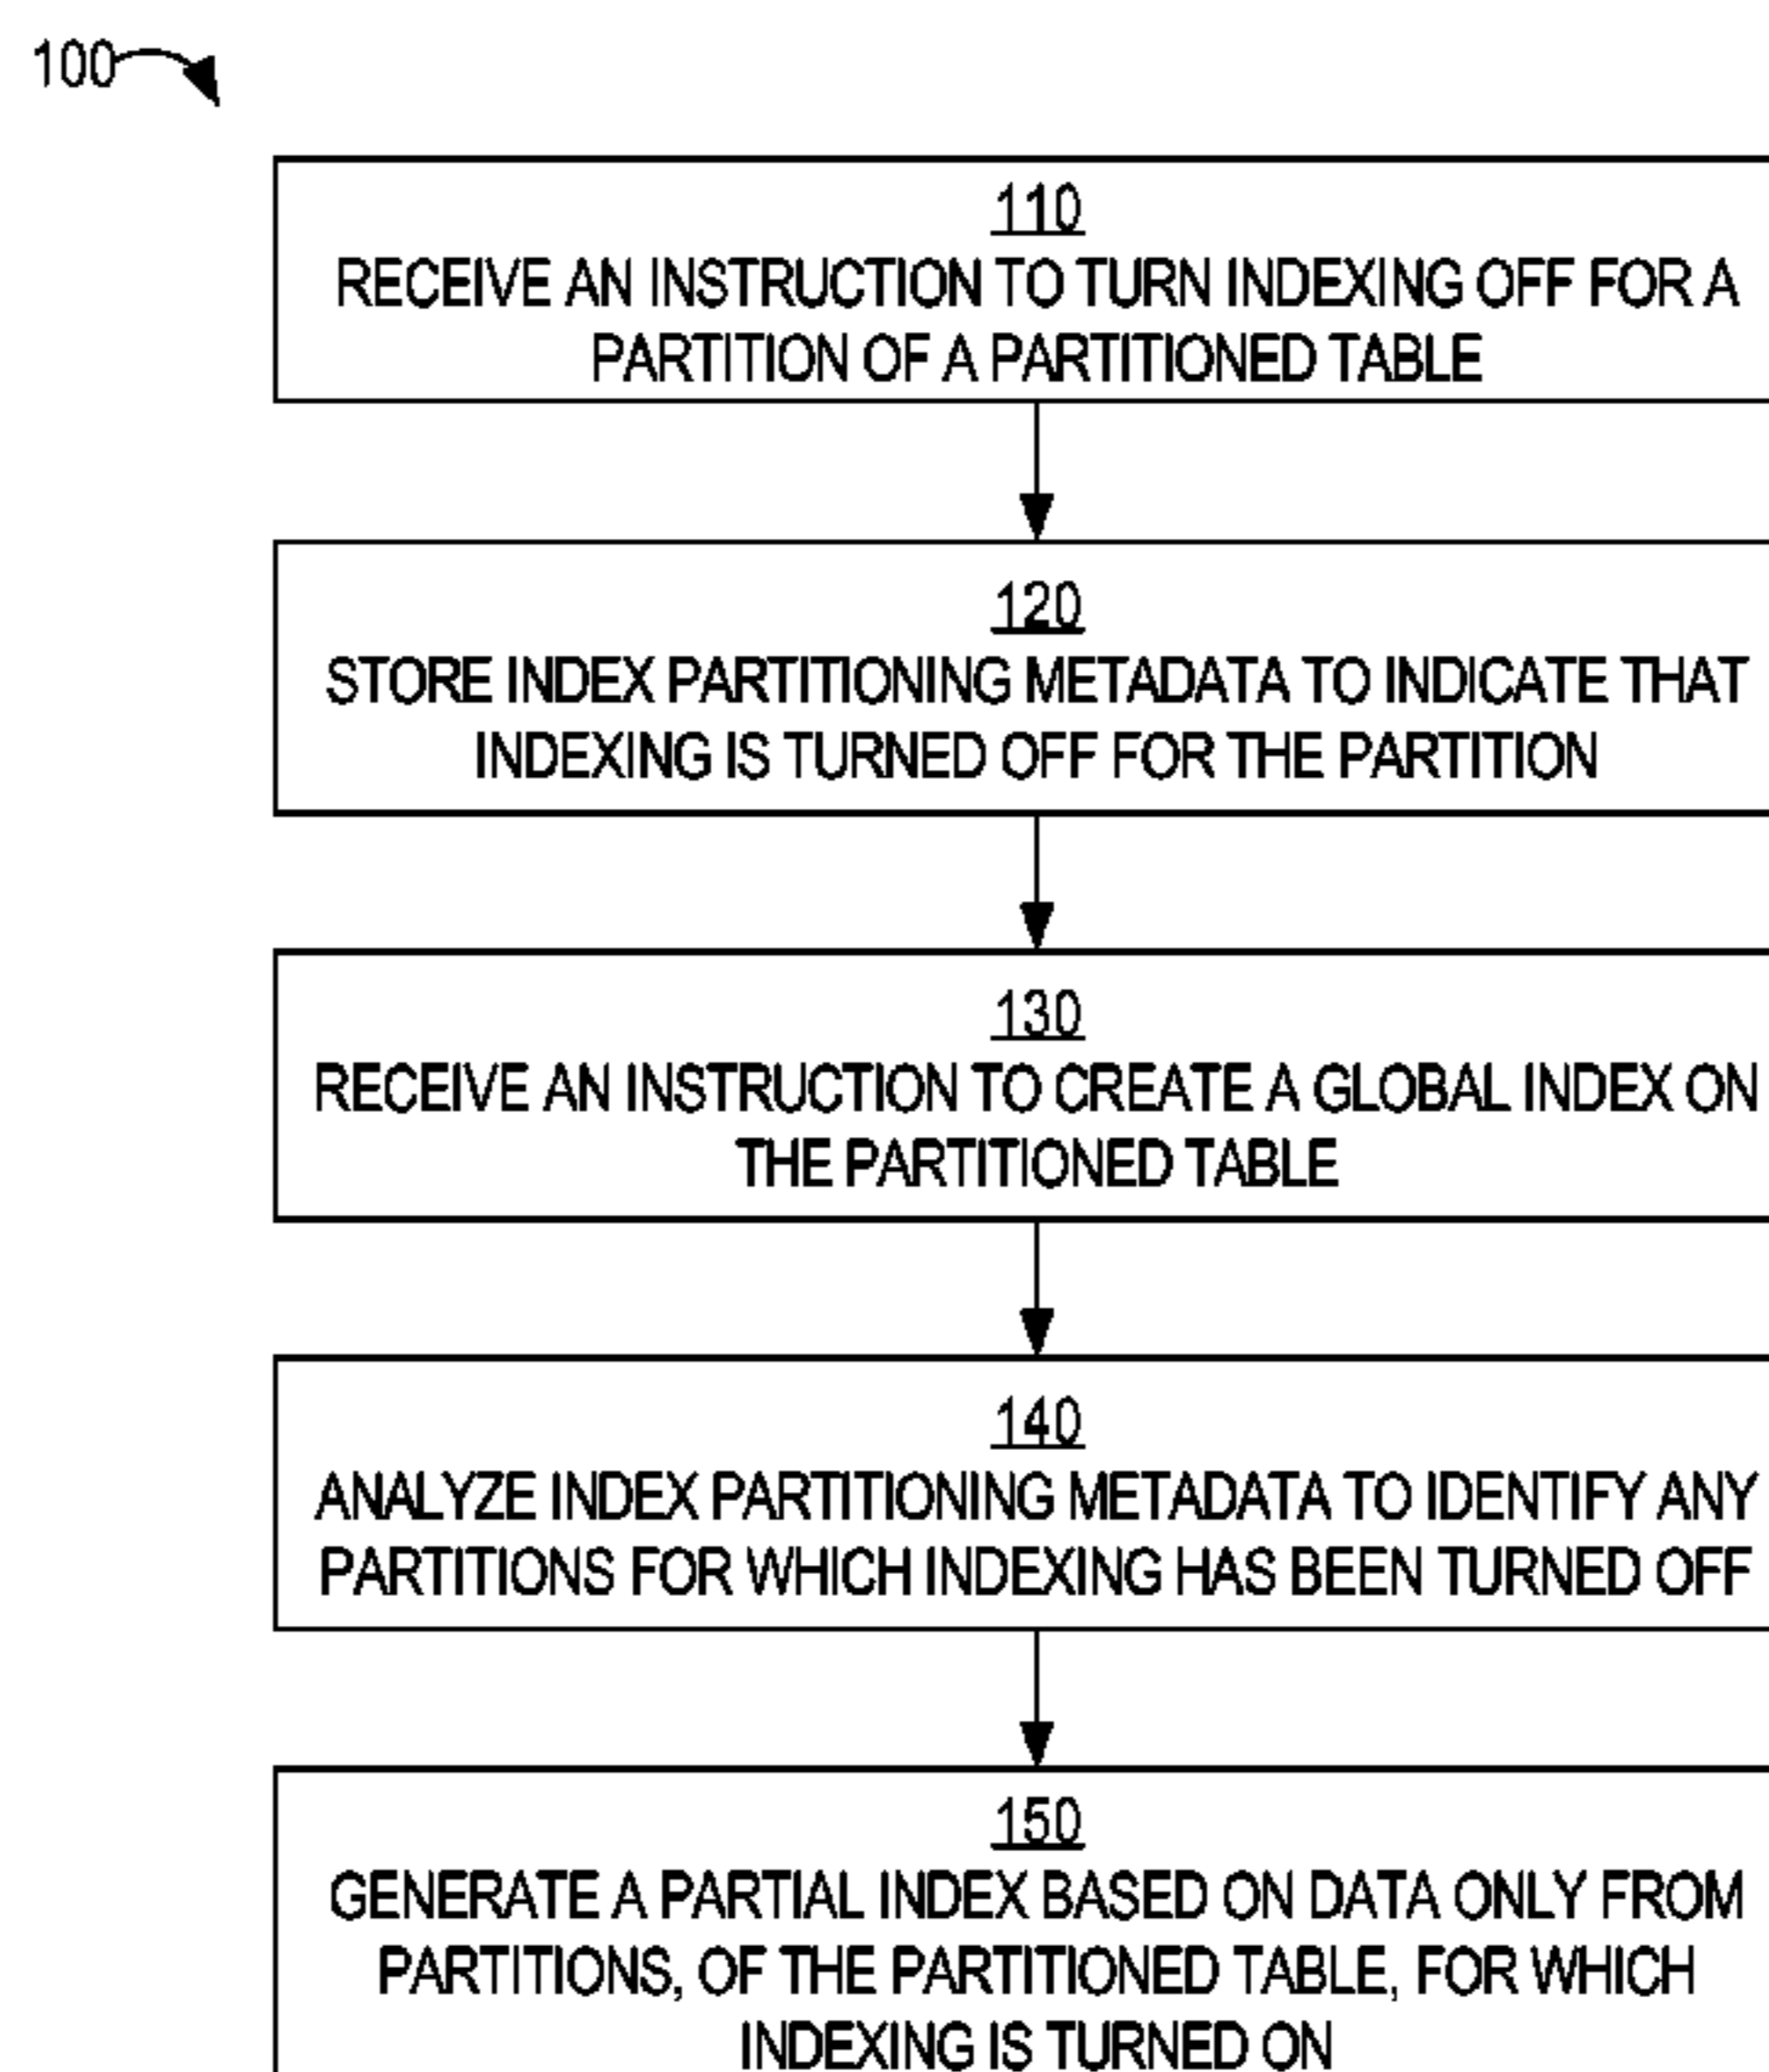 100
110
RECEIVE AN INSTRUCTION TO TURN INDEXING OFF FOR A
PARTITION OF A PARTITIONED TABLE
120
STORE INDEX PARTITIONING METADATA TO INDICATE THAT
INDEXING IS TURNED OFF FOR THE PARTITION
130
RECEIVE AN INSTRUCTION TO CREATE A GLOBAL INDEX ON
THE PARTITIONED TABLE
140
ANALYZE INDEX PARTITIONING METADATA TO IDENTIFY ANY
PARTITIONS FOR WHICH INDEXING HAS BEEN TURNED OFF
150
GENERATE A PARTIAL INDEX BASED ON DATA ONLY FROM
PARTITIONS, OF THE PARTITIONED TABLE, FOR WHICH
INDEXING IS TURNED ON